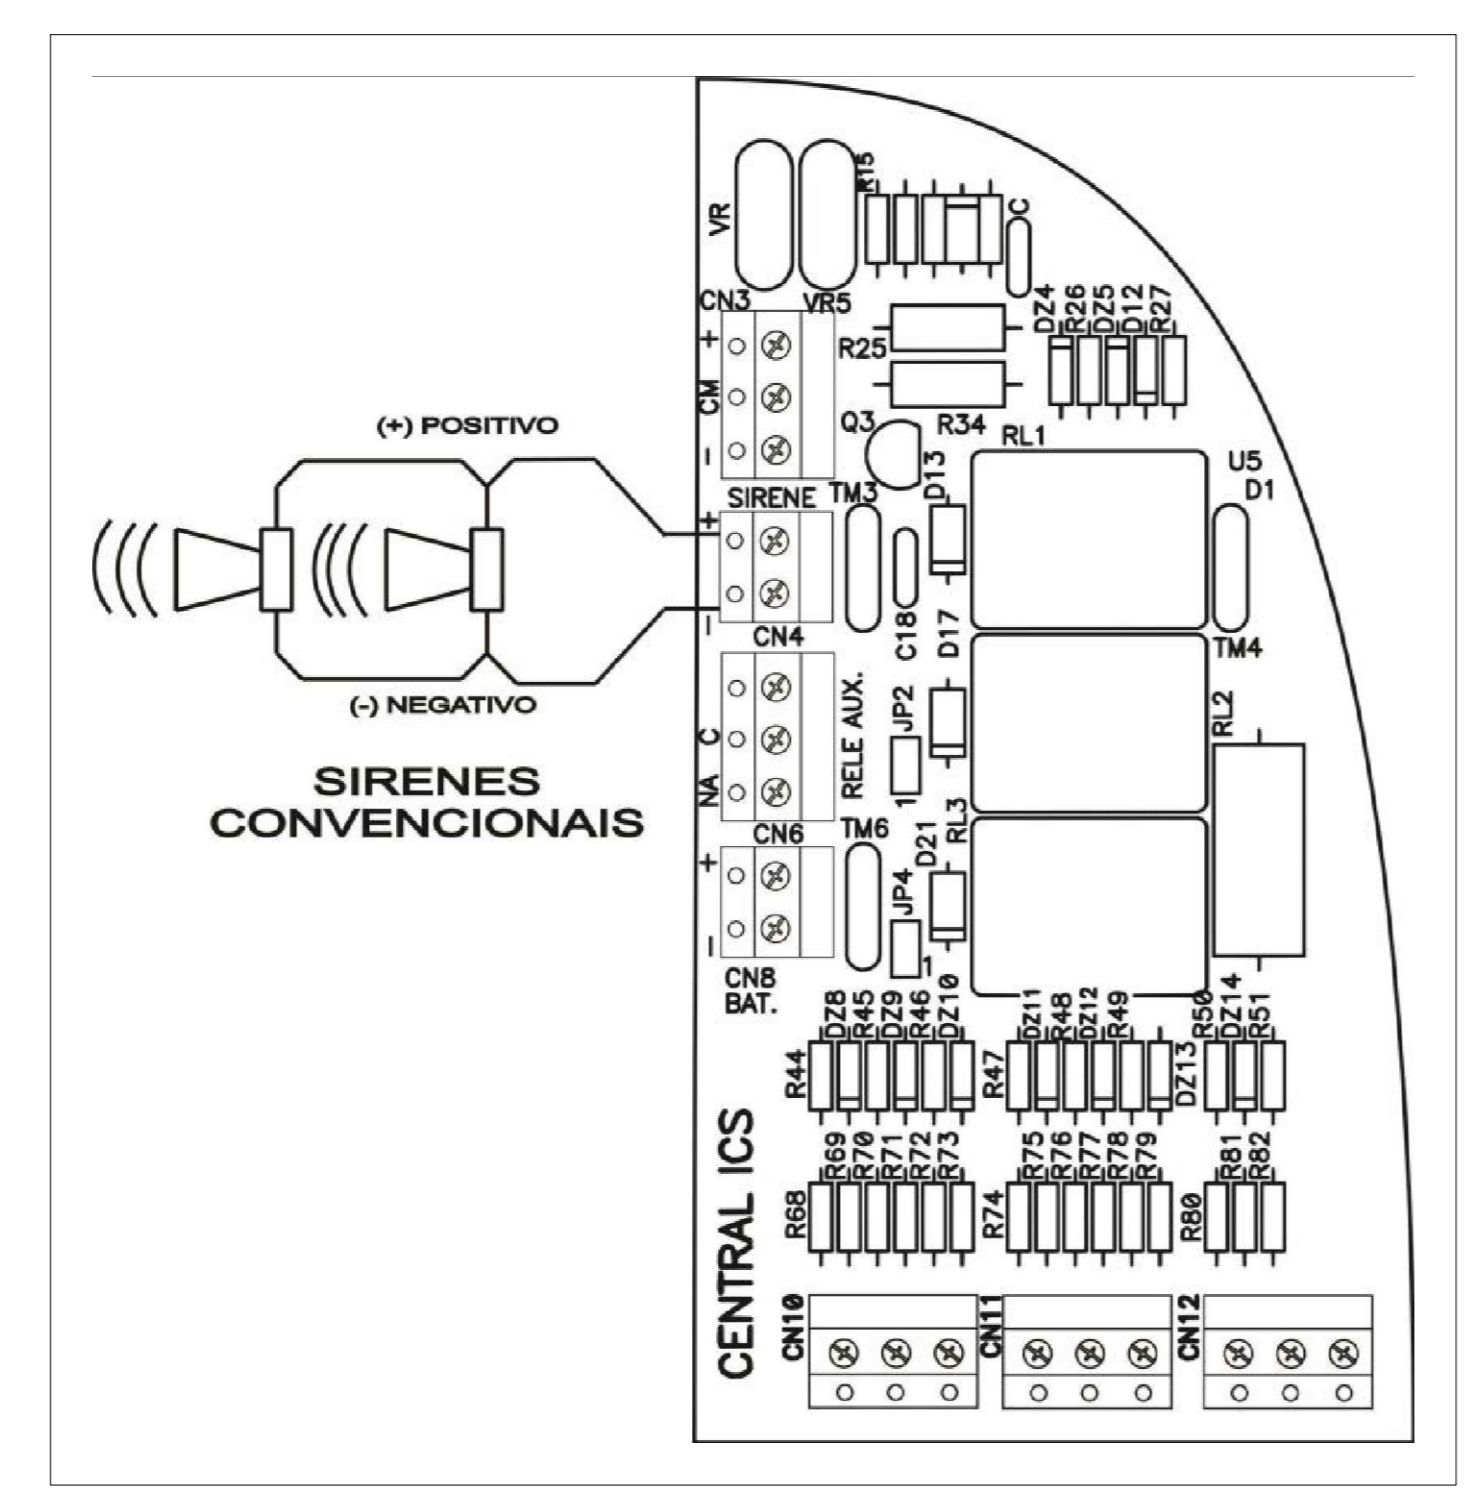 VR
VR5
R15
C
CN3
+
CM
-
R25
R34
DZ4
R26
DZ5
D12
R27
Q3
RL1
U5
D1
(+) POSITIVO
SIRENE
+
-
TM3
D13
C18
D17
TM4
CN4
(-) NEGATIVO
SIRENES
CONVENCIONAIS
C
NA
RELE AUX.
JP2
1
RL2
RL3
CN6
TM6
D21
+
-
JP4
1
CN8
BAT.
R44
DZ8
R45
DZ9
R46
DZ10
R47
DZ11
R48
DZ12
R49
DZ13
R50
DZ14
R51
R68
R69
R70
R71
R72
R73
R74
R75
R76
R77
R78
R79
R80
R81
R82
CENTRAL ICS
CN10
CN11
CN12